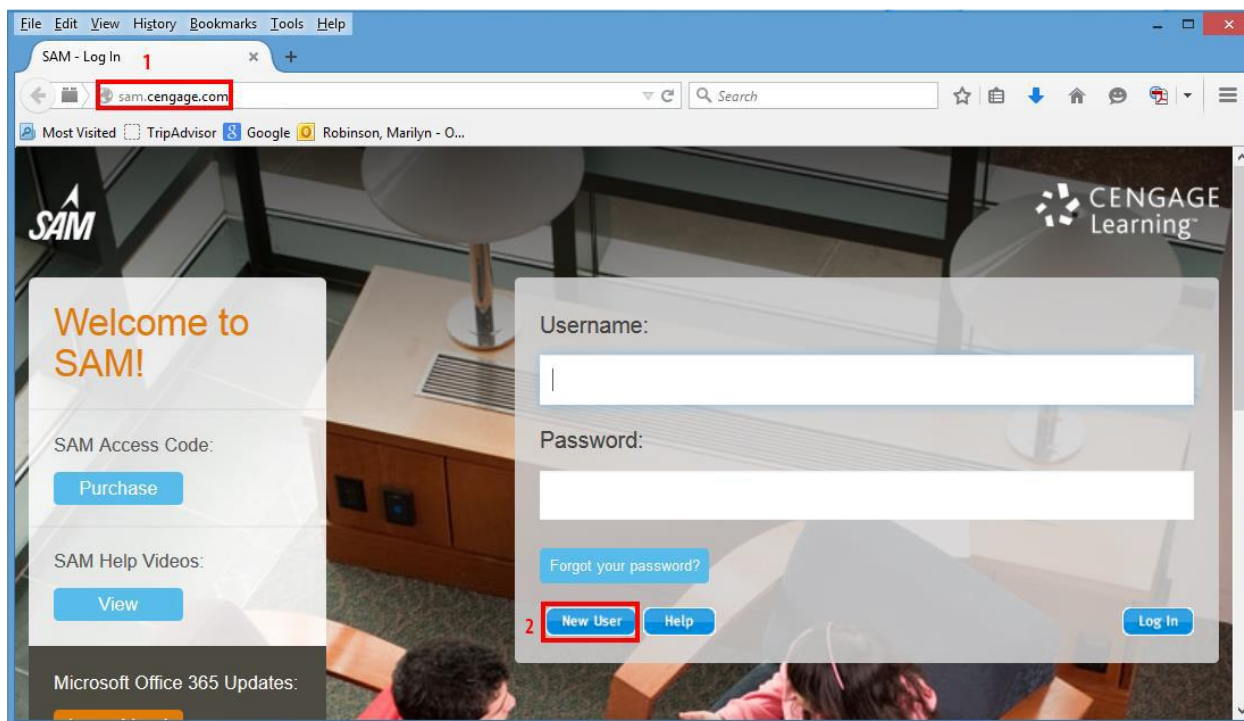 File Edit View History Bookmarks Tools Help
SAM - Log In
1
sam.cengage.com
Search
Most Visited TripAdvisor Google Robinson, Marilyn - O...
SAM
CENGAGE
Learning™
Welcome to
SAM!
SAM Access Code:
Purchase
SAM Help Videos:
View
Microsoft Office 365 Updates:
Username:
Password:
Forgot your password?
2
New User Help Log In